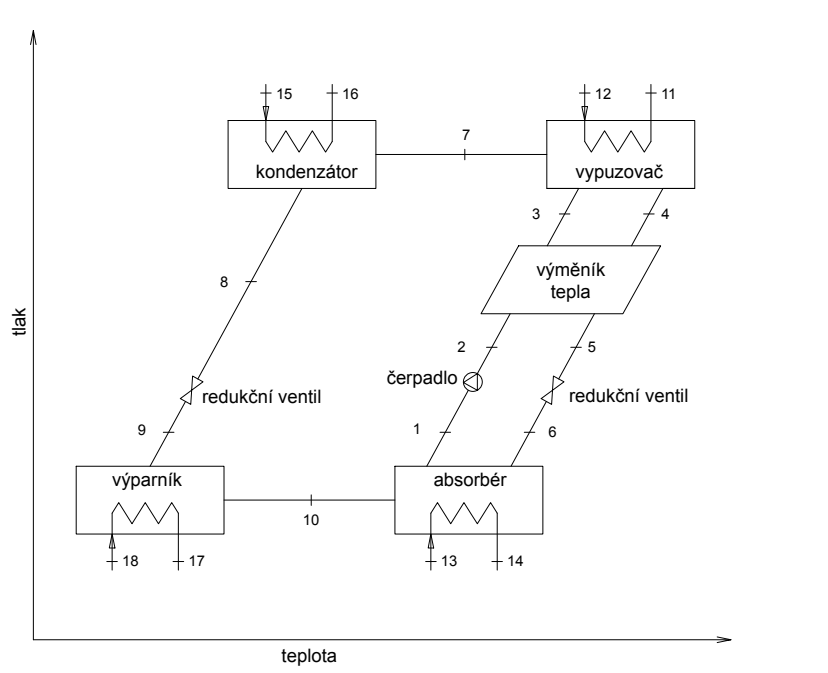 15
16
12
11
kondenzátor
7
vypuzovač
3
4
výměník
tepla
8
2
5
tlak
čerpadlo
redukční ventil
redukční ventil
9
1
6
výparník
absorbér
10
18
17
13
14
teplota